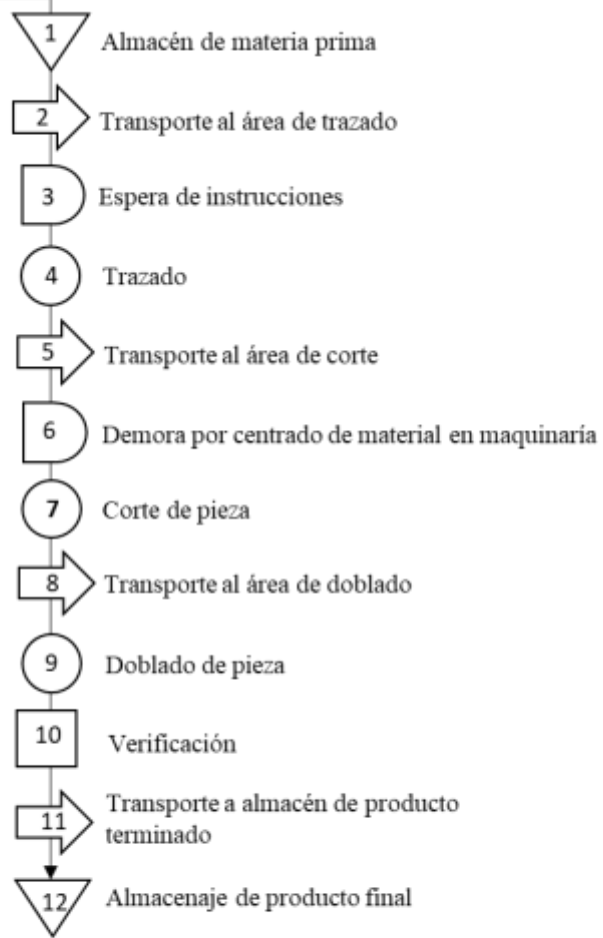 1 Almacén de materia prima
2 Transporte al área de trazado
3 Espera de instrucciones
4 Trazado
5 Transporte al área de corte
6 Demora por centrado de material en maquinaría
7 Corte de pieza
8 Transporte al área de doblado
9 Doblado de pieza
10 Verificación
11 Transporte a almacén de producto
terminado
12 Almacenaje de producto final